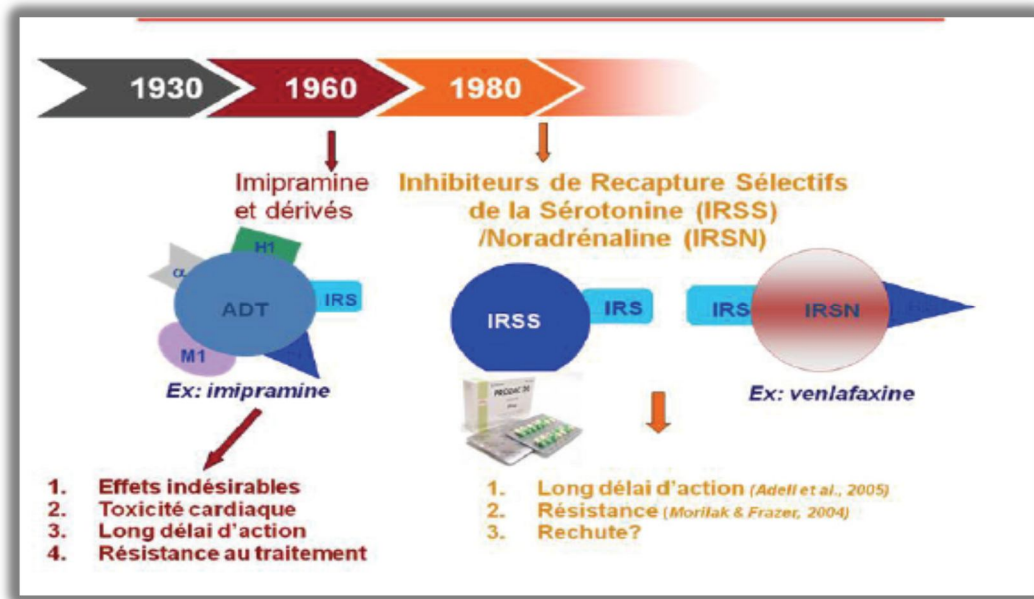 1930
1960
1980
Imipramine
et dérivés
Inhibiteurs de Recapture Sélectifs
de la Sérotonine (IRSS)
/Noradrénaline (IRSN)
H1
α
ADT
IRS
M1
Ex: imipramine
IRSS
IRS
IRS
IRSN
Ex: venlafaxine
1. Effets indésirables
2. Toxicité cardiaque
3. Long délai d'action
4. Résistance au traitement
1. Long délai d'action (Adell et al., 2005)
2. Résistance (Morilak & Frazer, 2004)
3. Rechute?